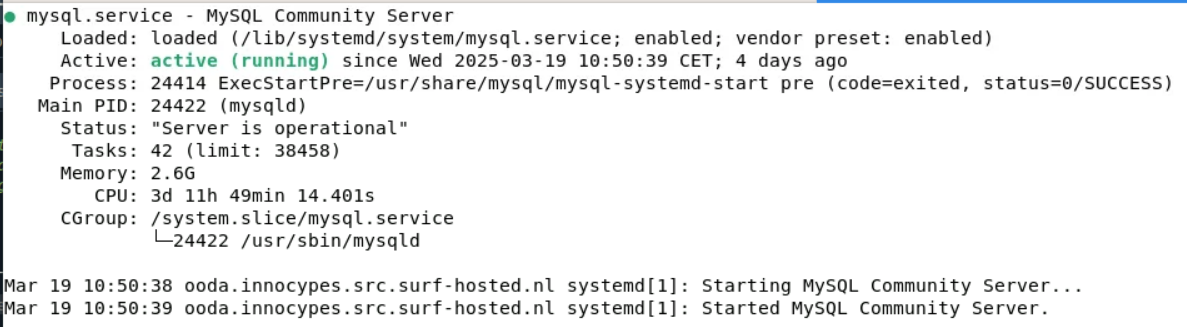 ● mysql.service - MySQL Community Server
Loaded: loaded (/lib/systemd/system/mysql.service; enabled; vendor preset: enabled)
Active: active (running) since Wed 2025-03-19 10:50:39 CET; 4 days ago
Process: 24414 ExecStartPre=/usr/share/mysql/mysql-systemd-start pre (code=exited, status=0/SUCCESS)
Main PID: 24422 (mysqld)
Status: "Server is operational"
Tasks: 42 (limit: 38458)
Memory: 2.6G
CPU: 3d 11h 49min 14.401s
CGroup: /system.slice/mysql.service
└─24422 /usr/sbin/mysqld
Mar 19 10:50:38 ooda.innocypes.src.surf-hosted.nl systemd[1]: Starting MySQL Community Server...
Mar 19 10:50:39 ooda.innocypes.src.surf-hosted.nl systemd[1]: Started MySQL Community Server.